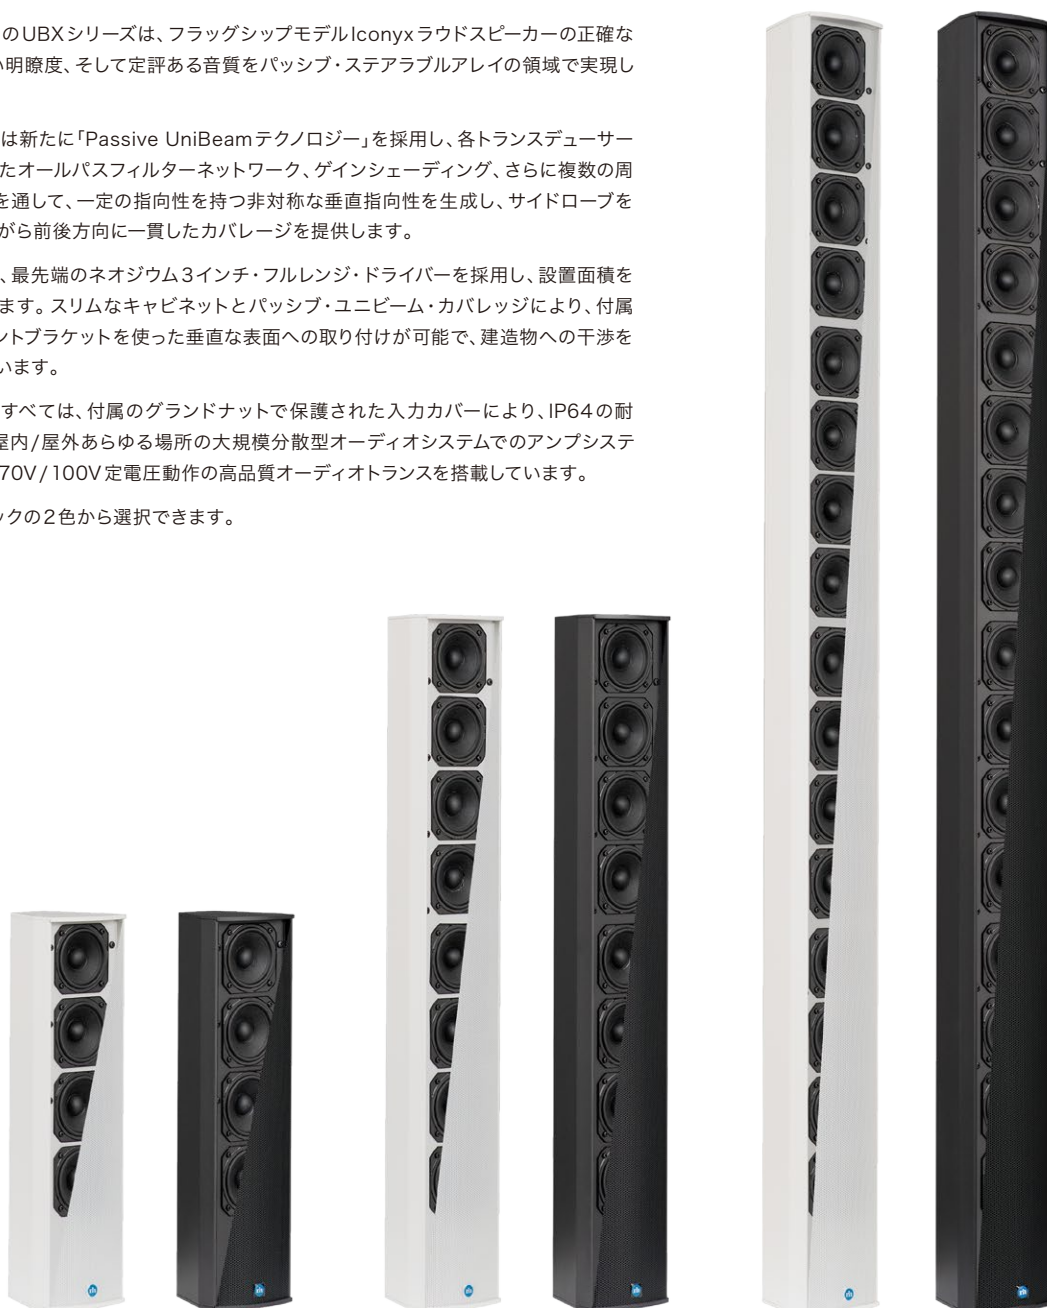 のUBXシリーズは、フラッグシップモデルIconyxラウドスピーカーの正確な
い明瞭度、そして定評ある音質をパッシブ・ステアラブルアレイの領域で実現し
は新たに「Passive UniBeamテクノロジー」を採用し、各トランスデューサー
たオールパスフィルターネットワーク、ゲインシェーディング、さらに複数の周
を通して、一定の指向性を持つ非対称な垂直指向性を生成し、サイドローブを
がら前後方向に一貫したカバレージを提供します。
、最先端のネオジウム3インチ・フルレンジ・ドライバーを採用し、設置面積を
ます。スリムなキャビネットとパッシブ・ユニビーム・カバレッジにより、付属
ントブラケットを使った垂直な表面への取り付けが可能で、建造物への干渉を
います。
すべては、付属のグランドナットで保護された入力カバーにより、IP64の耐
屋内/屋外あらゆる場所の大規模分散型オーディオシステムでのアンプシステ
70V/100V定電圧動作の高品質オーディオトランスを搭載しています。
ックの2色から選択できます。